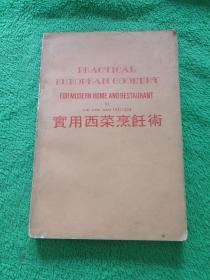 PRACTICAL
EUROPEAN COOKERY
FOR MODERN HOME AND RESTAURANT
實用西菜烹飪術